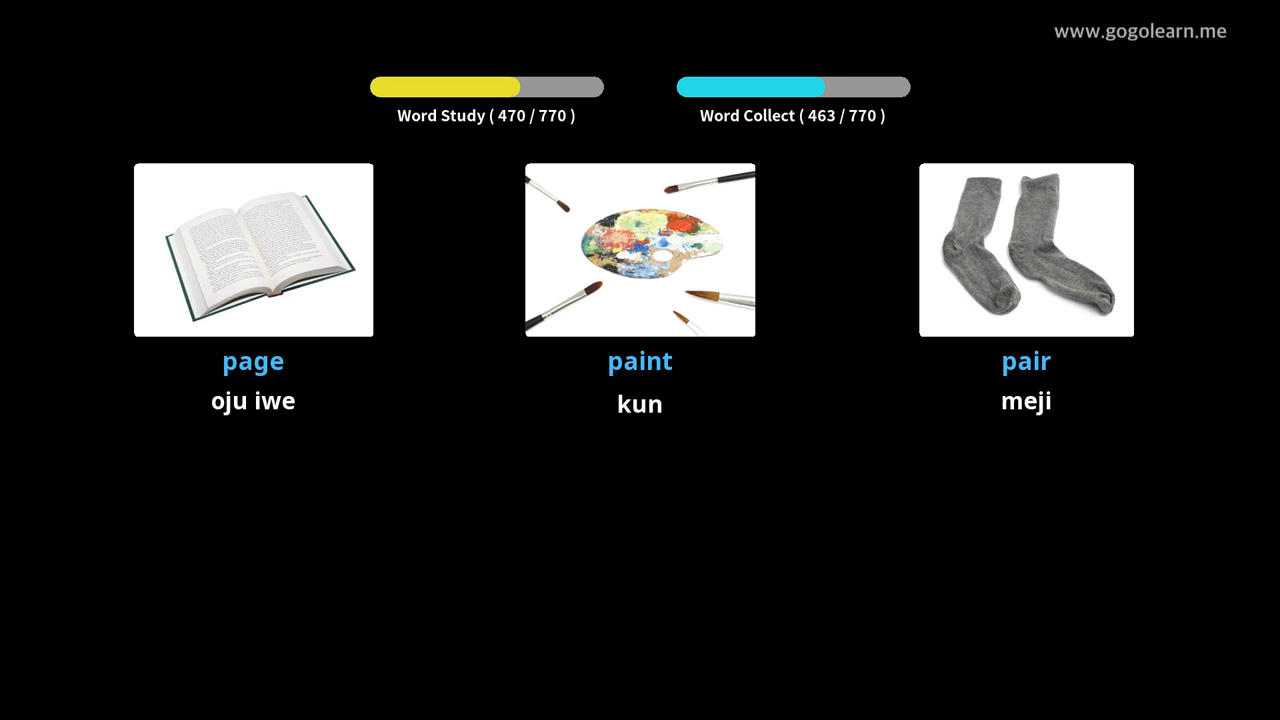 www.gogolearn.me
Word Study ( 470 / 770 )
Word Collect ( 463 / 770 )
page
paint
pair
oju iwe
kun
meji